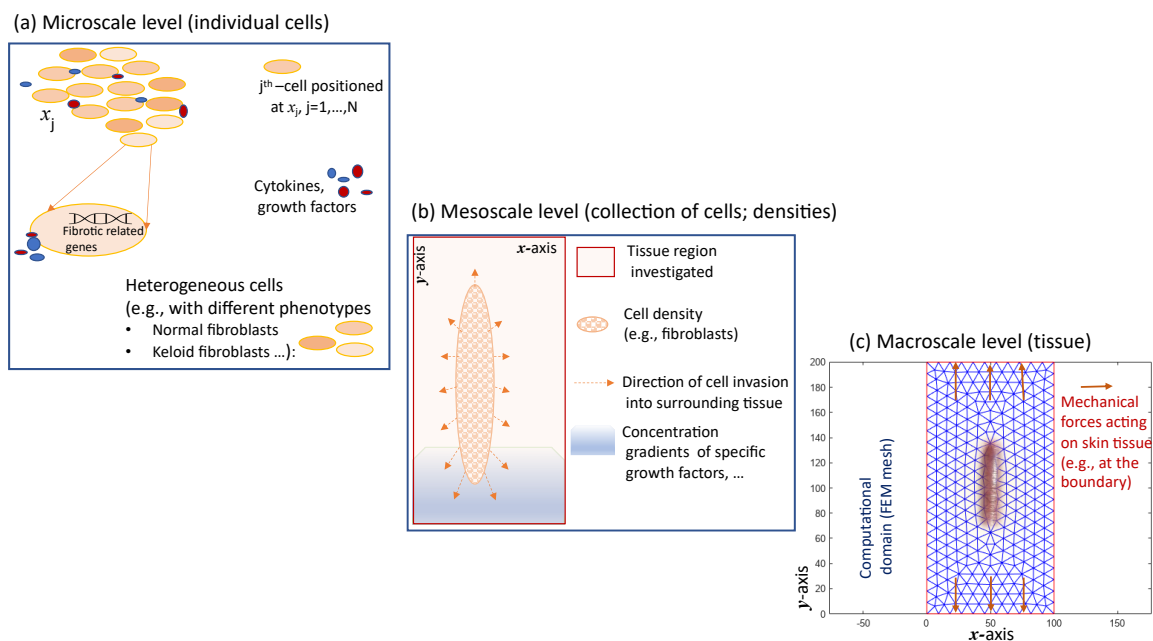 (a) Microscale level (individual cells)
jth–cell positioned
at xj, j=1,…,N
xj
Cytokines,
growth factors
Fibrotic related
genes
Heterogeneous cells
(e.g., with different phenotypes
• Normal fibroblasts
• Keloid fibroblasts …):
(b) Mesoscale level (collection of cells; densities)
x-axis
y-axis
Tissue region
investigated
Cell density
(e.g., fibroblasts)
Direction of cell invasion
into surrounding tissue
Concentration
gradients of specific
growth factors, …
(c) Macroscale level (tissue)
200
180
160
140
120
100
80
60
40
20
0
-50
0
50
100
150
x-axis
y-axis
Computational
domain (FEM mesh)
Mechanical
forces acting
on skin tissue
(e.g., at the
boundary)